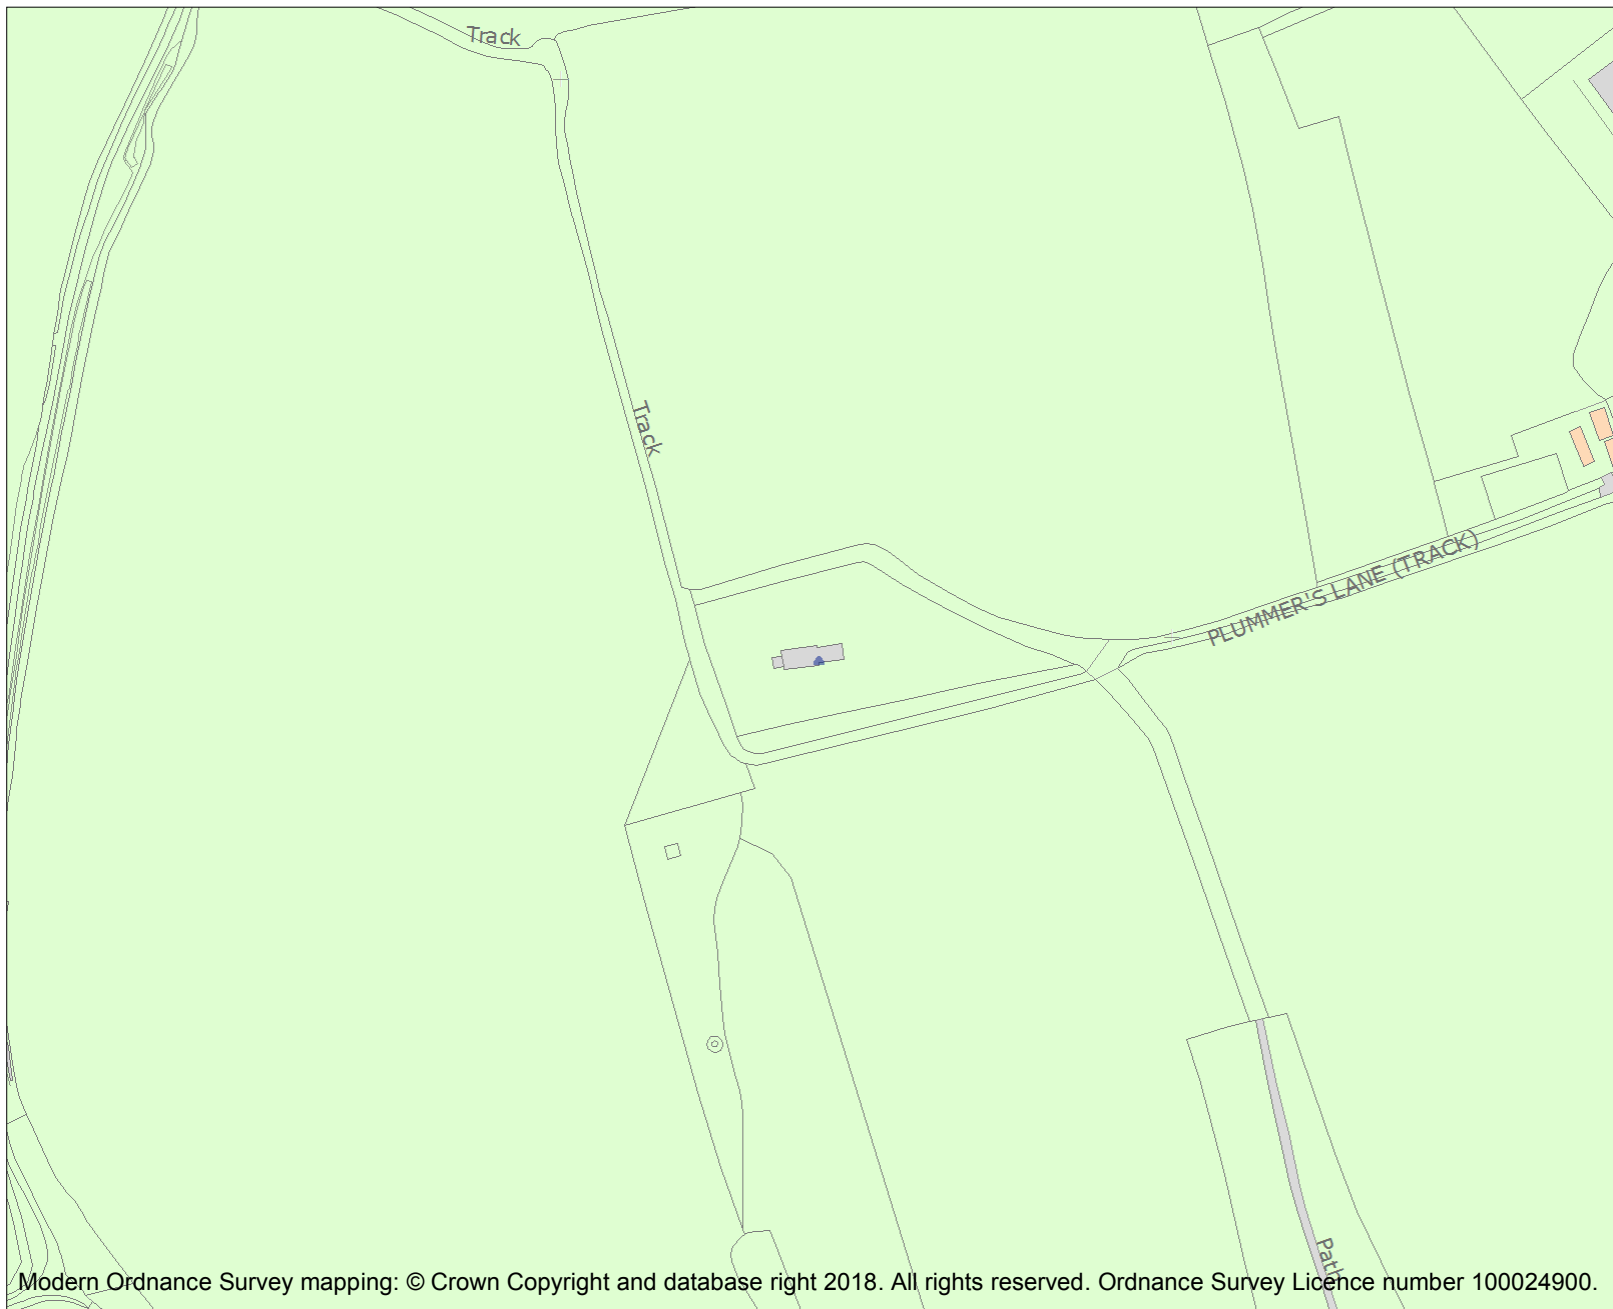 Track
Track
PLUMMER'S LANE (TRACK)
Path
Modern Ordnance Survey mapping: © Crown Copyright and database right 2018. All rights reserved. Ordnance Survey Licence number 100024900.